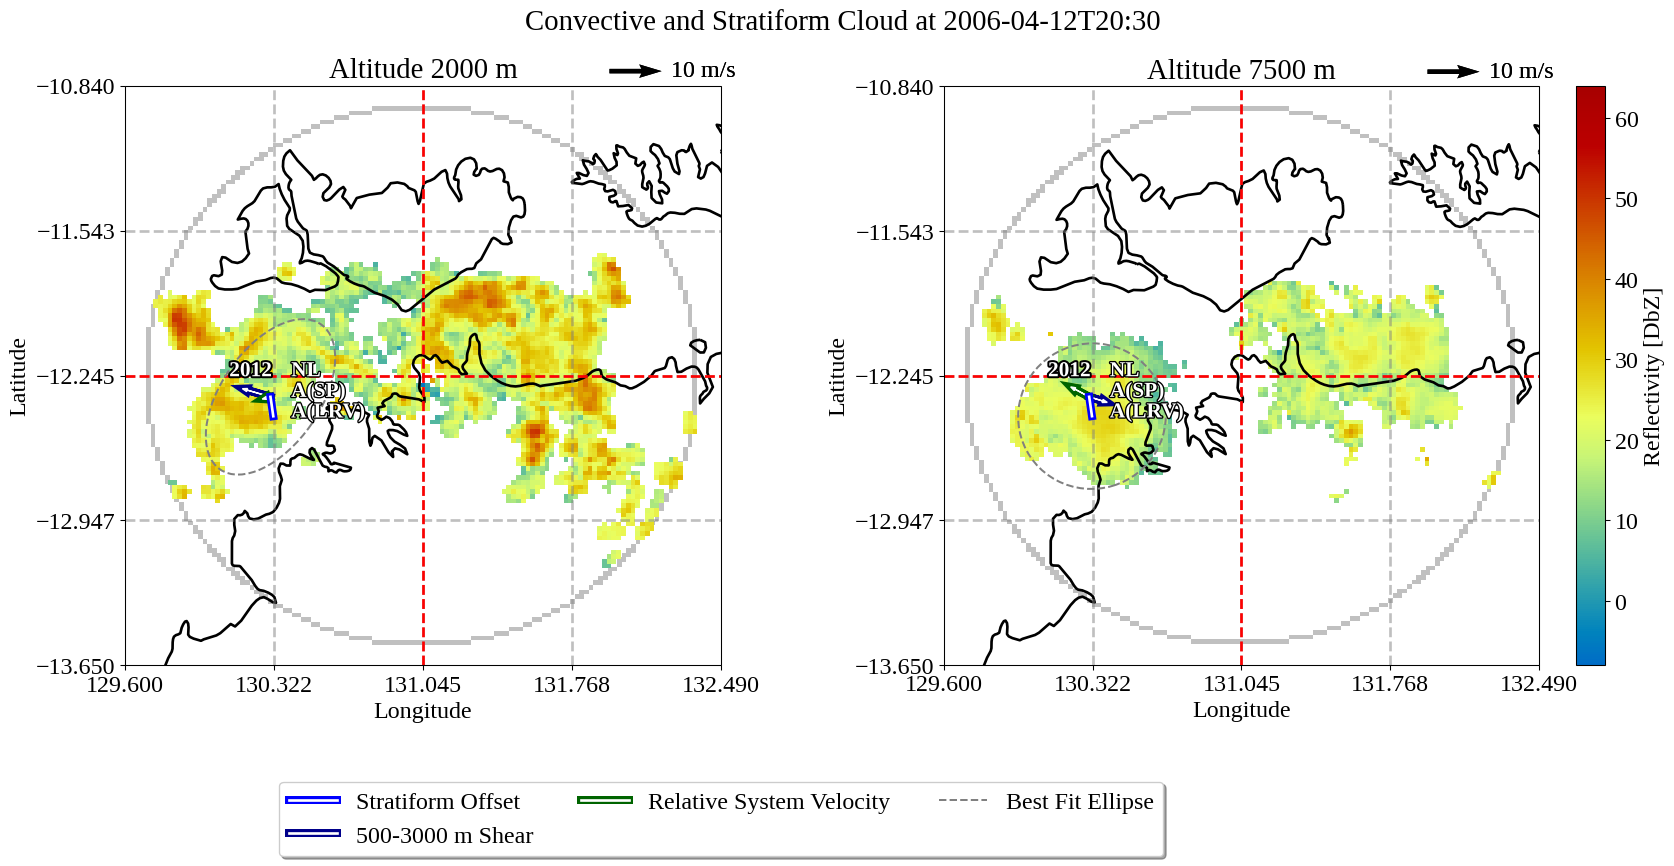 Convective and Stratiform Cloud at 2006-04-12T20:30
Altitude 2000 m
10 m/s
−10.840
−11.543
−12.245
−12.947
−13.650
129.600
130.322
131.045
131.768
132.490
Latitude
Longitude
2012
NL
A(SP)
A(LRV)
Altitude 7500 m
10 m/s
−10.840
−11.543
−12.245
−12.947
−13.650
129.600
130.322
131.045
131.768
132.490
Latitude
Longitude
2012
NL
A(SP)
A(LRV)
60
50
40
30
20
10
0
Reflectivity [DbZ]
Stratiform Offset
500-3000 m Shear
Relative System Velocity
Best Fit Ellipse